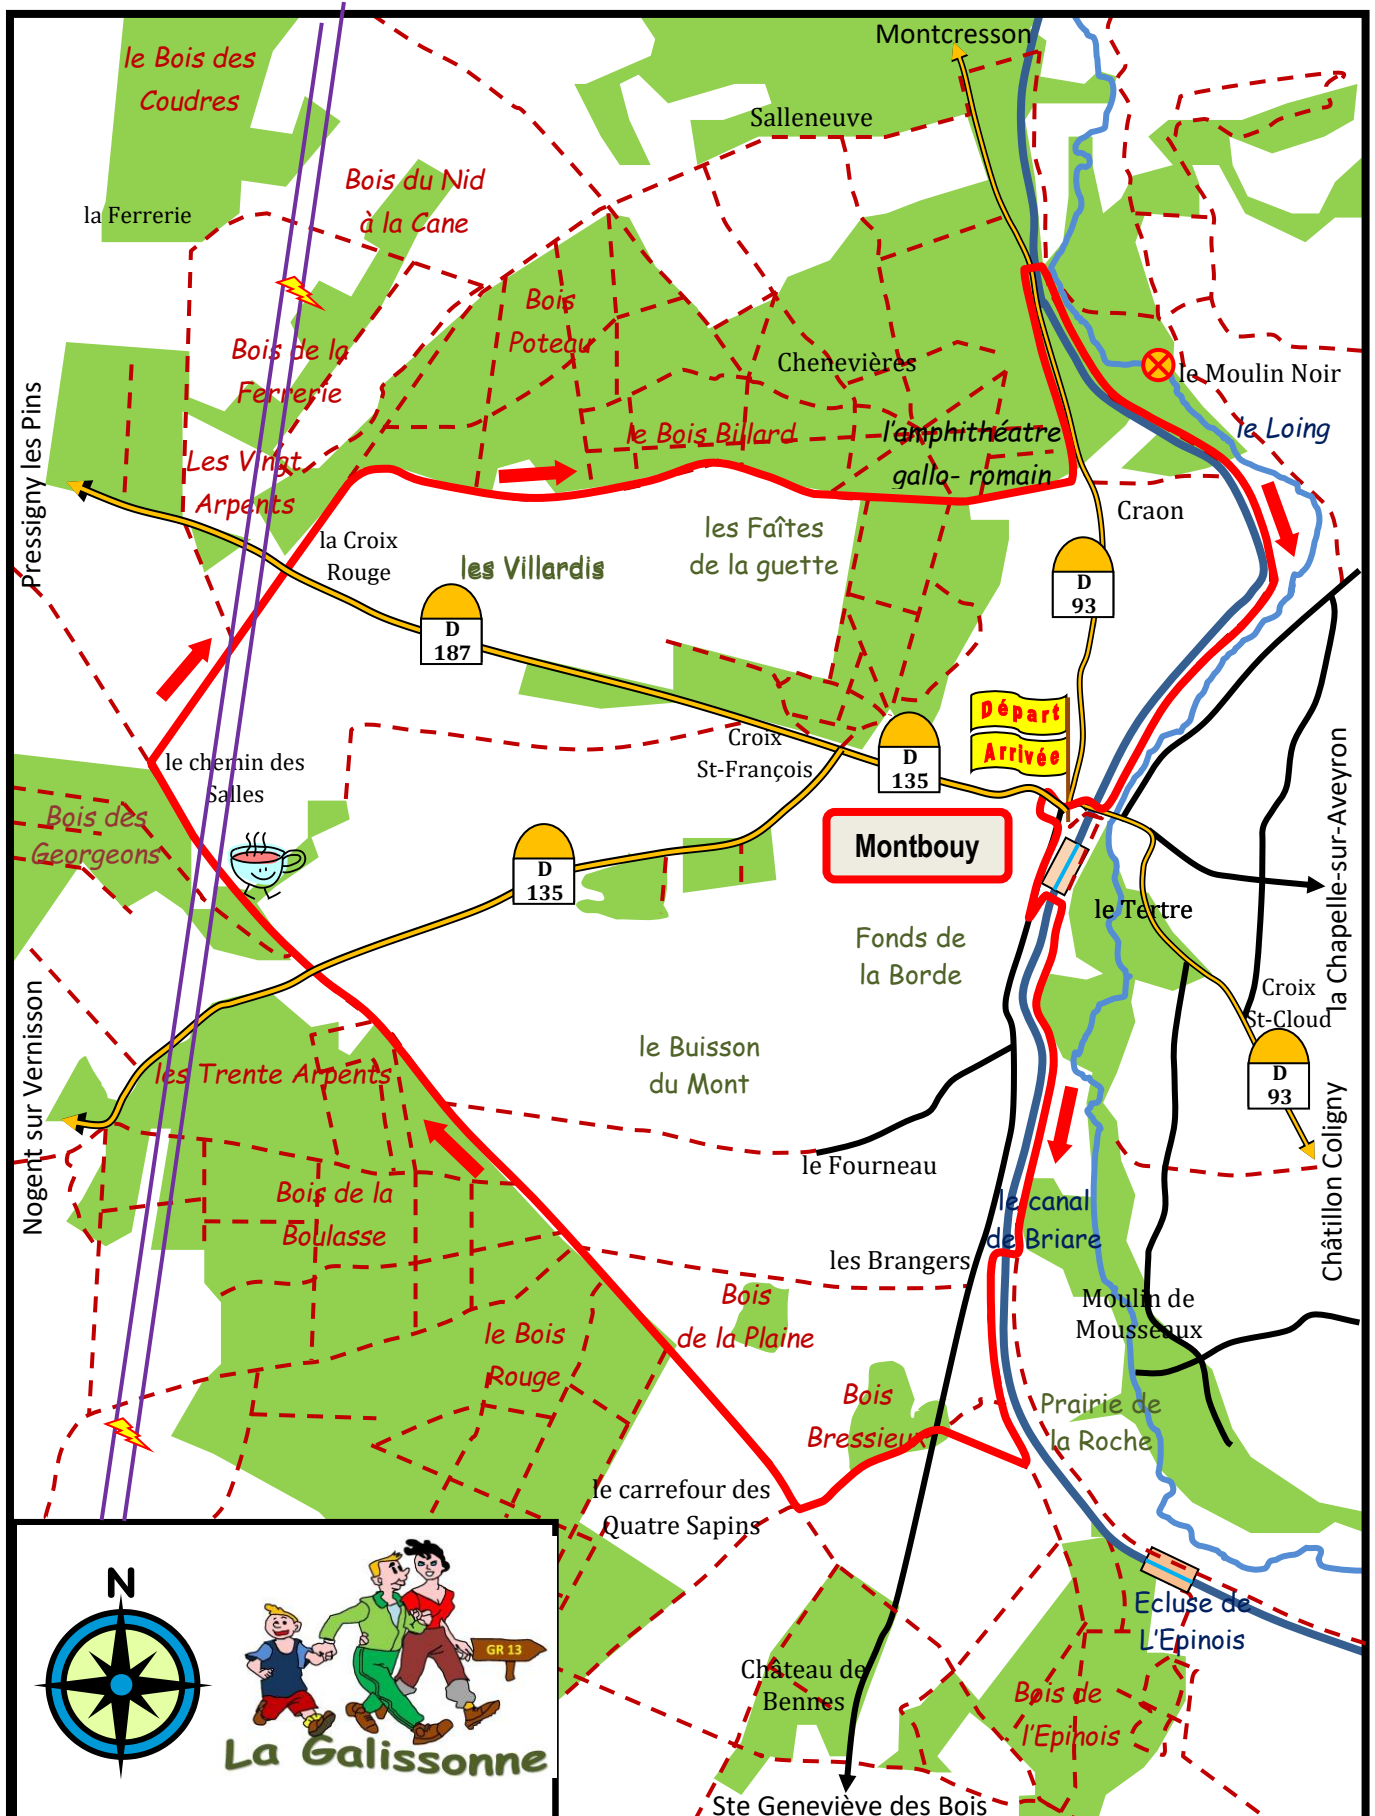 Montcresson
le Bois des
Coudres
Salleneuve
Bois du Nid
à la Cane
la Ferrerie
Bois
Poteau
Bois de la
Ferrerie
Chenevières
le Moulin Noir
Pressigny les Pins
le Loing
le Bois Billard
l'amphithéatre
gallo- romain
Les Vingt
Arpents
Craon
la Croix
Rouge
les Villardis
les Faîtes
de la guette
D
93
D
187
Départ
Arrivée
Croix
St-François
D
135
le chemin des
Salles
Bois des
Georgeons
Montbouy
D
135
la Chapelle-sur-Aveyron
le Tertre
Fonds de
la Borde
Croix
St-Cloud
Nogent sur Vernisson
le Buisson
du Mont
les Trente Arpents
D
93
Châtillon Coligny
le Fourneau
Bois de la
Boulasse
le canal
de Briare
les Brangers
Bois
de la Plaine
Moulin de
Mousseaux
le Bois
Rouge
Bois
Bressieux
Prairie de
la Roche
le carrefour des
Quatre Sapins
Ecluse de
L'Epinois
N
GR 13
La Galissonne
Château de
Bennes
Bois de
l'Epinois
Ste Geneviève des Bois